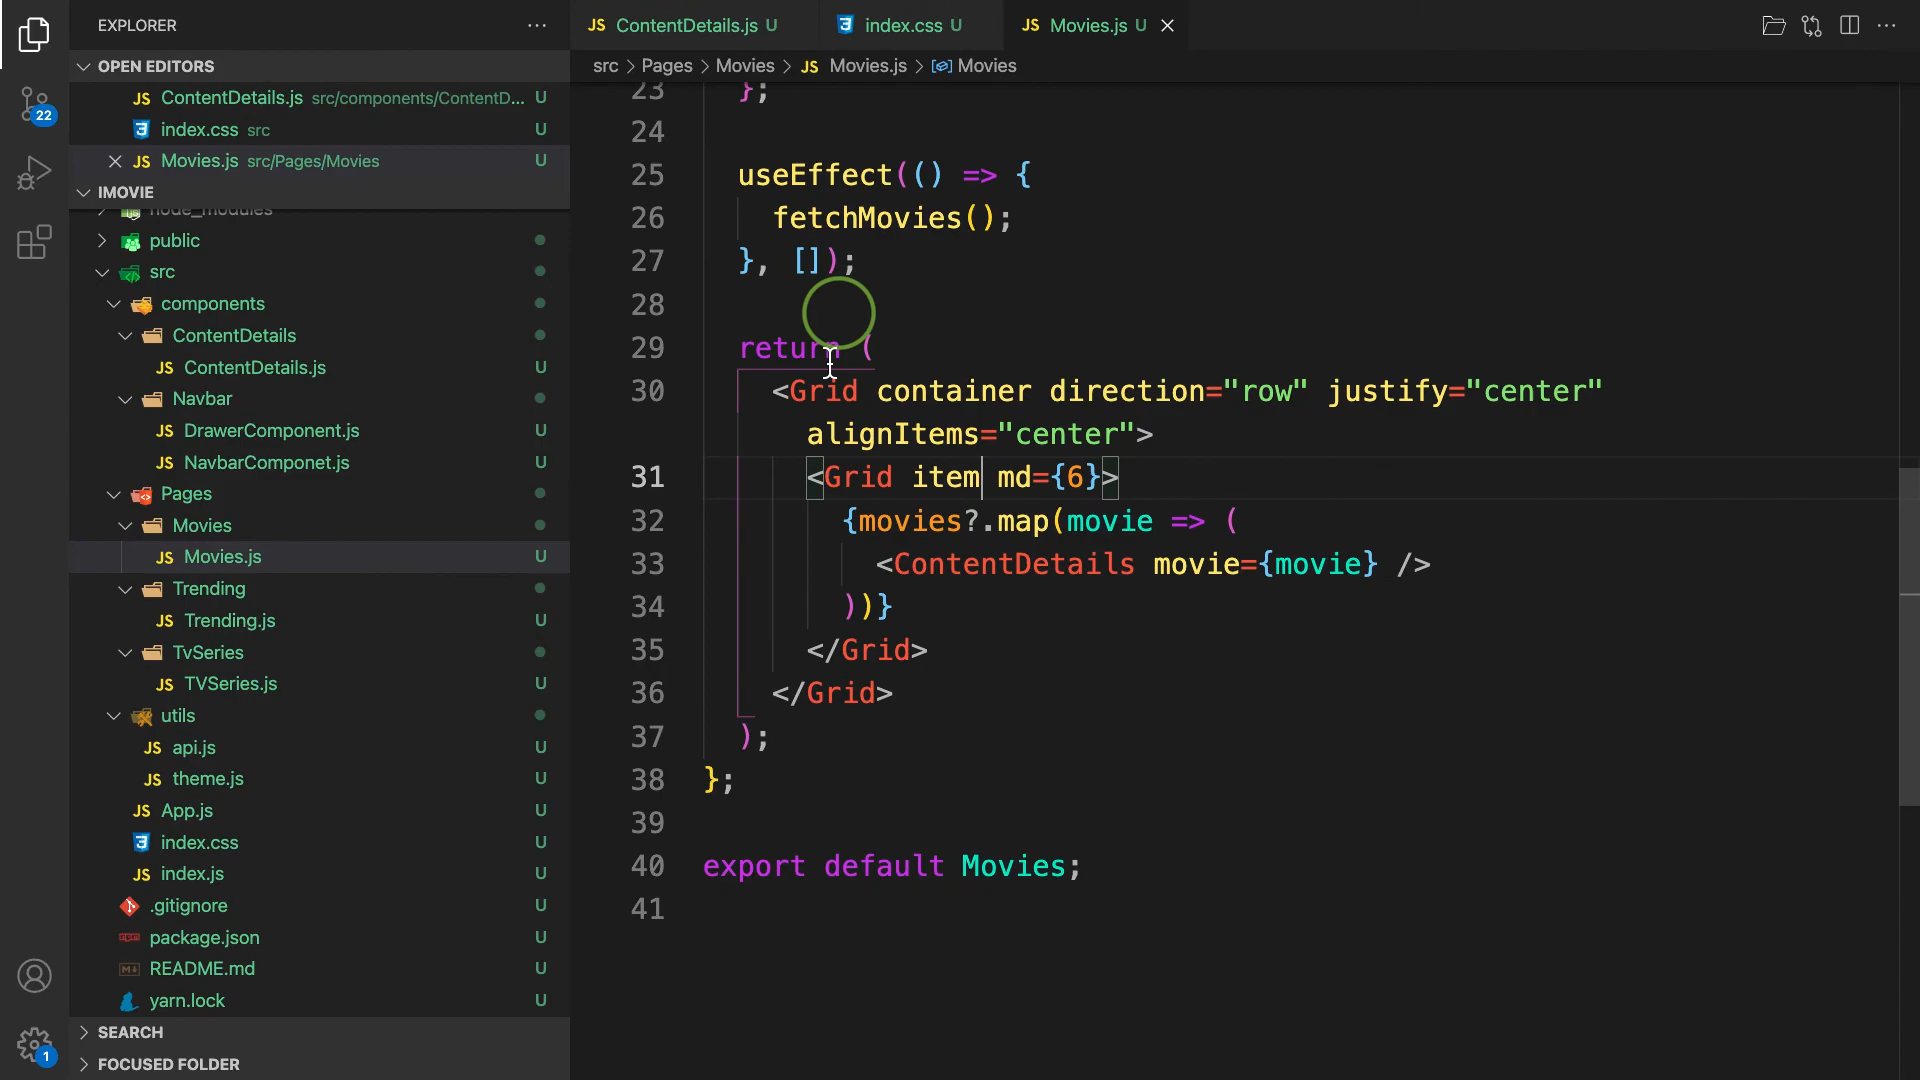 EXPLORER
OPEN EDITORS
JS ContentDetails.js src/components/ContentD... U
index.css src U
JS Movies.js src/Pages/Movies U
IMOVIE
node_modules
public
src
components
ContentDetails
JS ContentDetails.js U
Navbar
JS DrawerComponent.js U
JS NavbarComponet.js U
Pages
Movies
JS Movies.js U
Trending
JS Trending.js U
TvSeries
JS TVSeries.js U
utils
JS api.js U
JS theme.js U
JS App.js U
index.css U
JS index.js U
.gitignore U
package.json U
README.md U
yarn.lock U
SEARCH
FOCUSED FOLDER
22
1
JS ContentDetails.js U
index.css U
JS Movies.js U
src > Pages > Movies > JS Movies.js > Movies
23 };
24
25 useEffect(() => {
26 fetchMovies();
27 }, []);
28
29 return (
30 <Grid container direction="row" justify="center"
alignItems="center">
31 <Grid item md={6}>
32 {movies?.map(movie => (
33 <ContentDetails movie={movie} />
34 ))}
35 </Grid>
36 </Grid>
37 );
38 };
39
40 export default Movies;
41